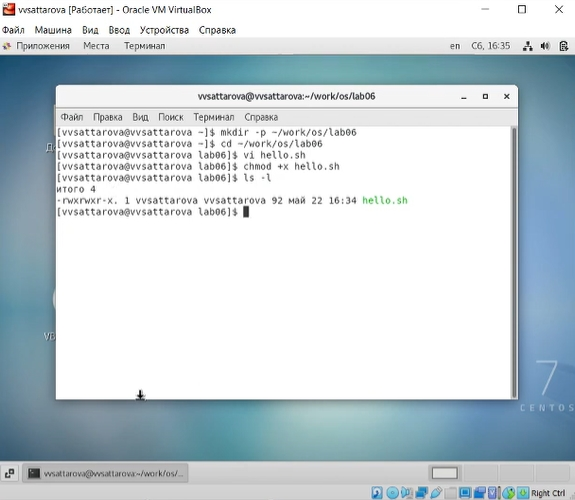 vvsattarova [Работает] - Oracle VM VirtualBox
Файл Машина Вид Ввод Устройства Справка
Приложения Места Терминал en Сб, 16:35
vvsattarova@vvsattarova:~/work/os/lab06
Файл Правка Вид Поиск Терминал Справка
[vvsattarova@vvsattarova ~]$ mkdir -p ~/work/os/lab06
[vvsattarova@vvsattarova ~]$ cd ~/work/os/lab06
[vvsattarova@vvsattarova lab06]$ vi hello.sh
[vvsattarova@vvsattarova lab06]$ chmod +x hello.sh
[vvsattarova@vvsattarova lab06]$ ls -l
итого 4
-rwxrwxr-x. 1 vvsattarova vvsattarova 92 май 22 16:34 hello.sh
[vvsattarova@vvsattarova lab06]$
7
CENTOS
vvsattarova@vvsattarova:~/work/os/...
Right Ctrl